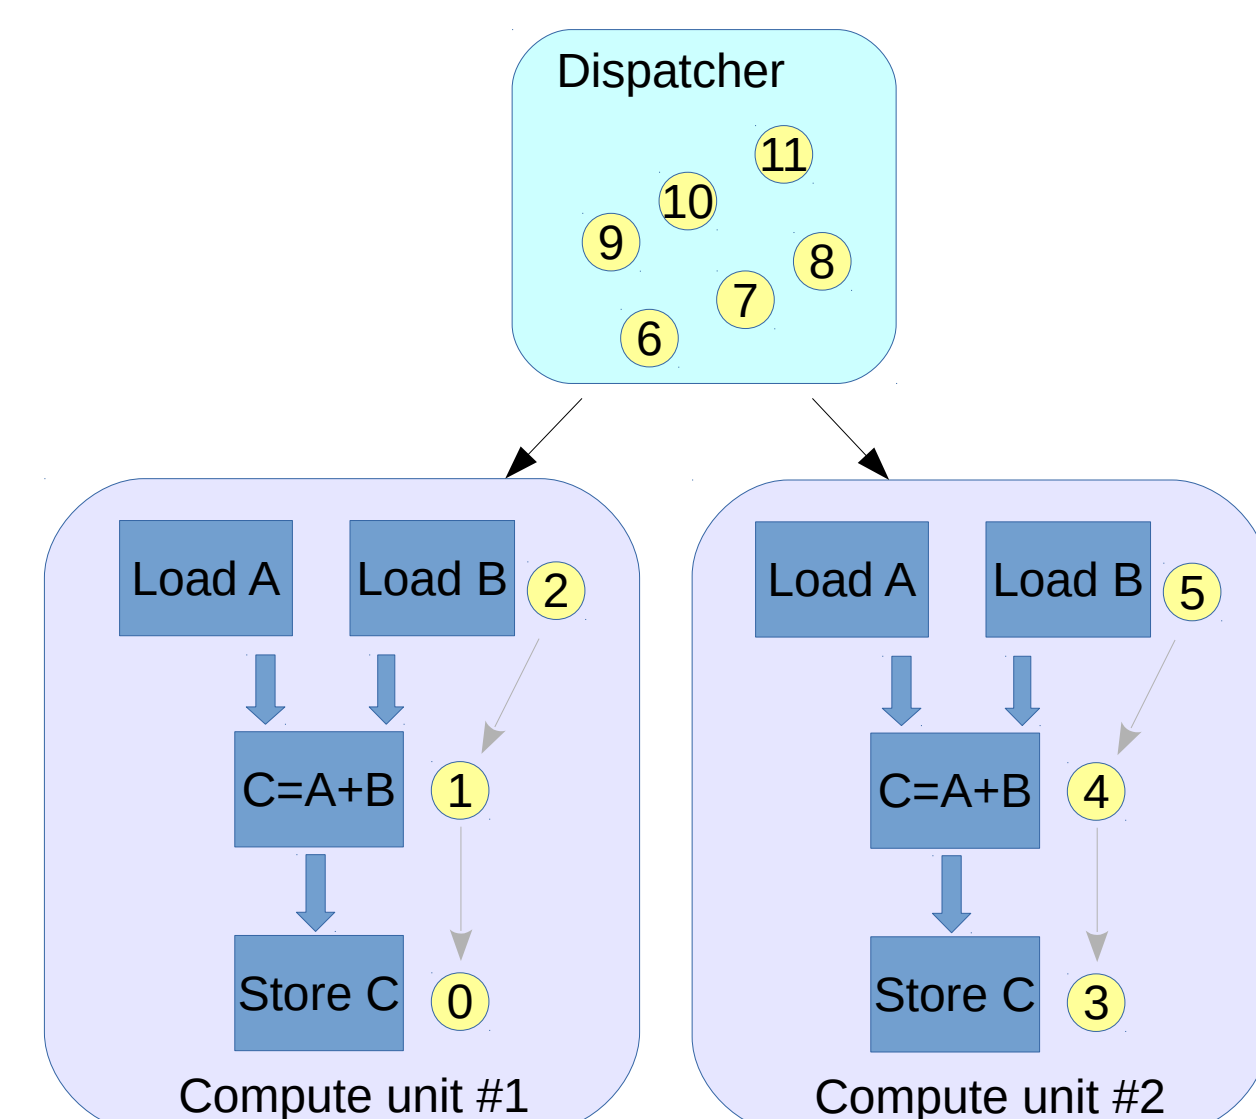 Dispatcher
11
10
9
8
7
6
Load A
Load B
2
C=A+B
1
Store C
0
Compute unit #1
Load A
Load B
5
C=A+B
4
Store C
3
Compute unit #2